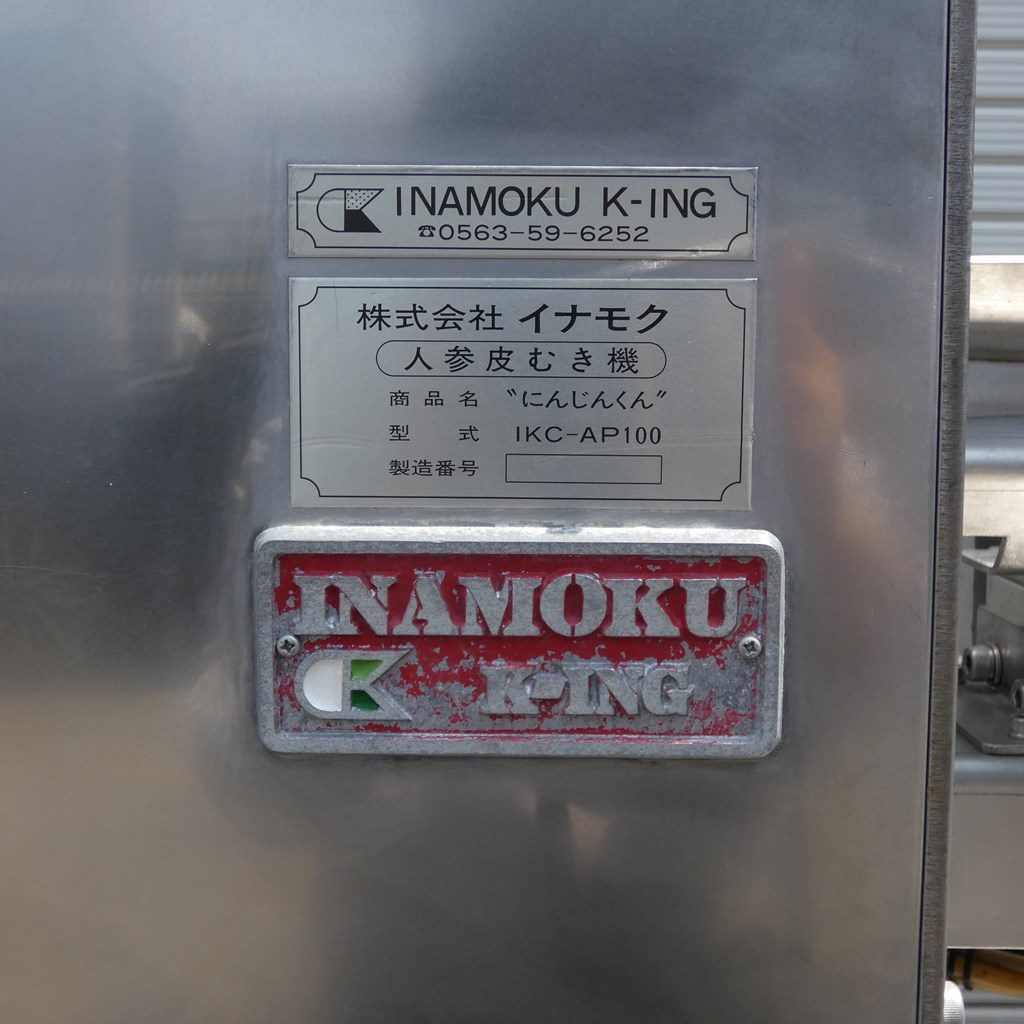 INAMOKU K-ING
☎0563-59-6252
株式会社 イナモク
人参皮むき機
商品名 〝にんじんくん〟
型式 IKC-AP100
製造番号
INAMOKU
K-ING